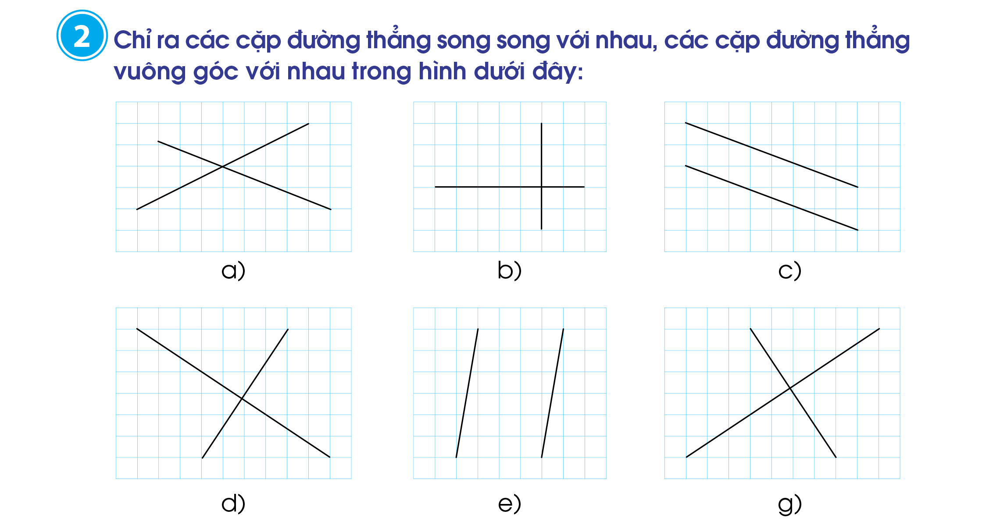 2 Chỉ ra các cặp đường thẳng song song với nhau, các cặp đường thẳng
vuông góc với nhau trong hình dưới đây:
a) b) c)
d) e) g)